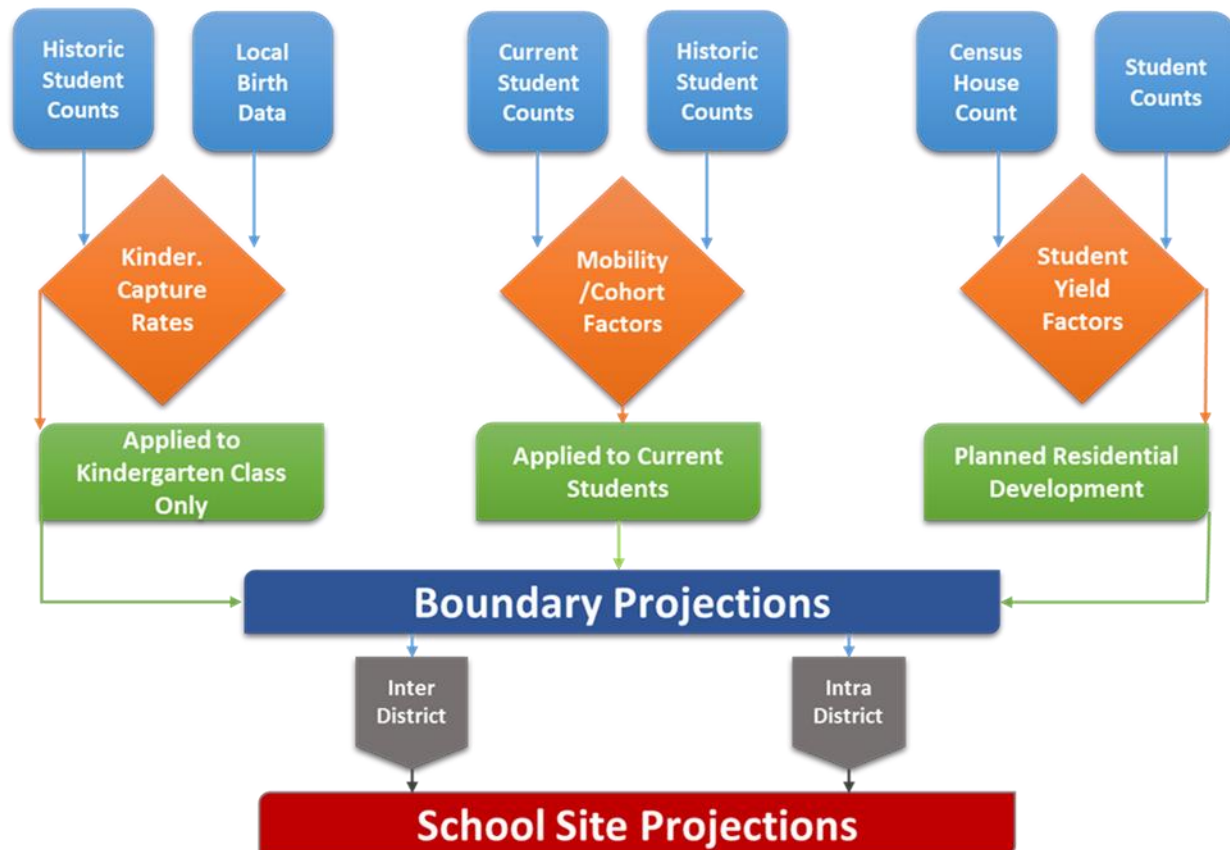 Historic
Student
Counts
Local
Birth
Data
Current
Student
Counts
Historic
Student
Counts
Census
House
Count
Student
Counts
Kinder.
Capture
Rates
Mobility
/Cohort
Factors
Student
Yield
Factors
Applied to
Kindergarten Class
Only
Applied to Current
Students
Planned Residential
Development
Boundary Projections
Inter
District
Intra
District
School Site Projections